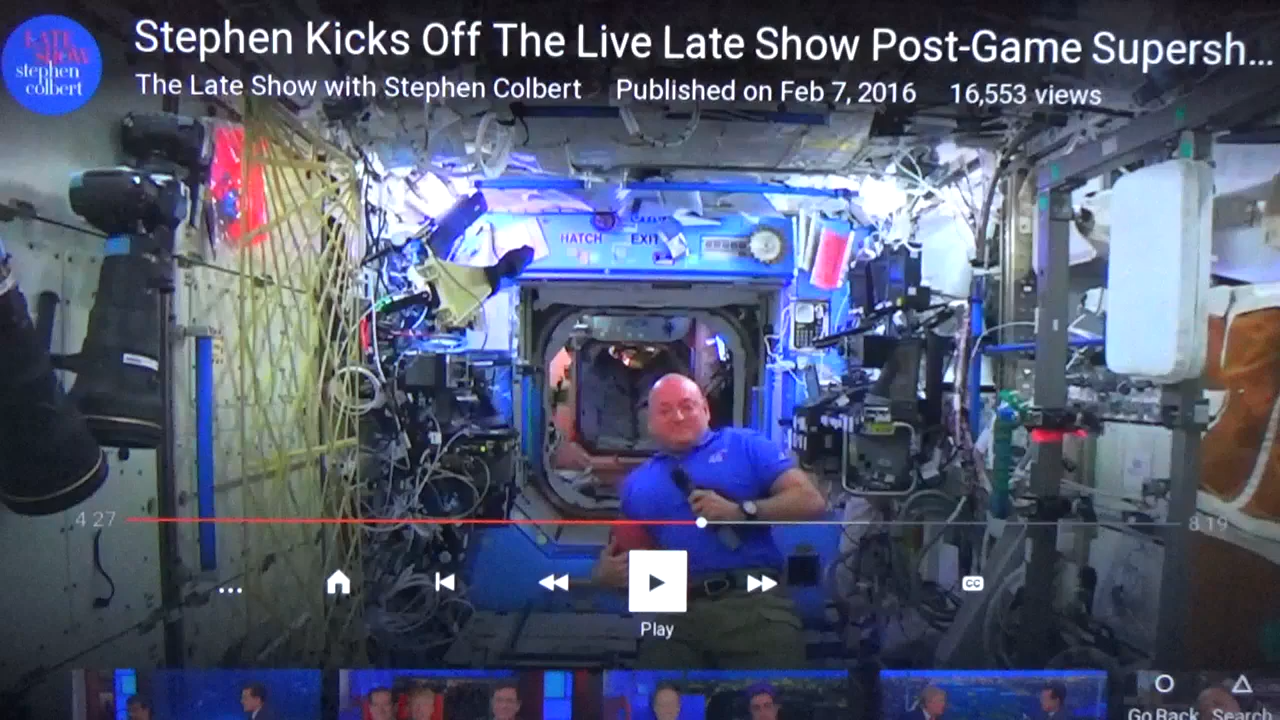 Stephen Kicks Off The Live Late Show Post-Game Supersh...
LATE SHOW stephen colbert
The Late Show with Stephen Colbert Published on Feb 7, 2016 16,553 views
HATCH EXIT
4 27
8 19
...
CC
Play
Go Back Search